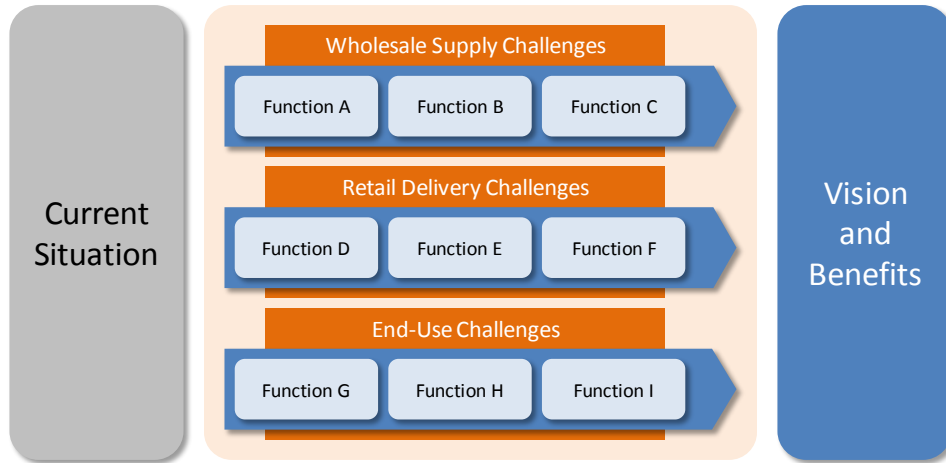 Current
Situation
Wholesale Supply Challenges
Function A
Function B
Function C
Retail Delivery Challenges
Function D
Function E
Function F
End-Use Challenges
Function G
Function H
Function I
Vision
and
Benefits